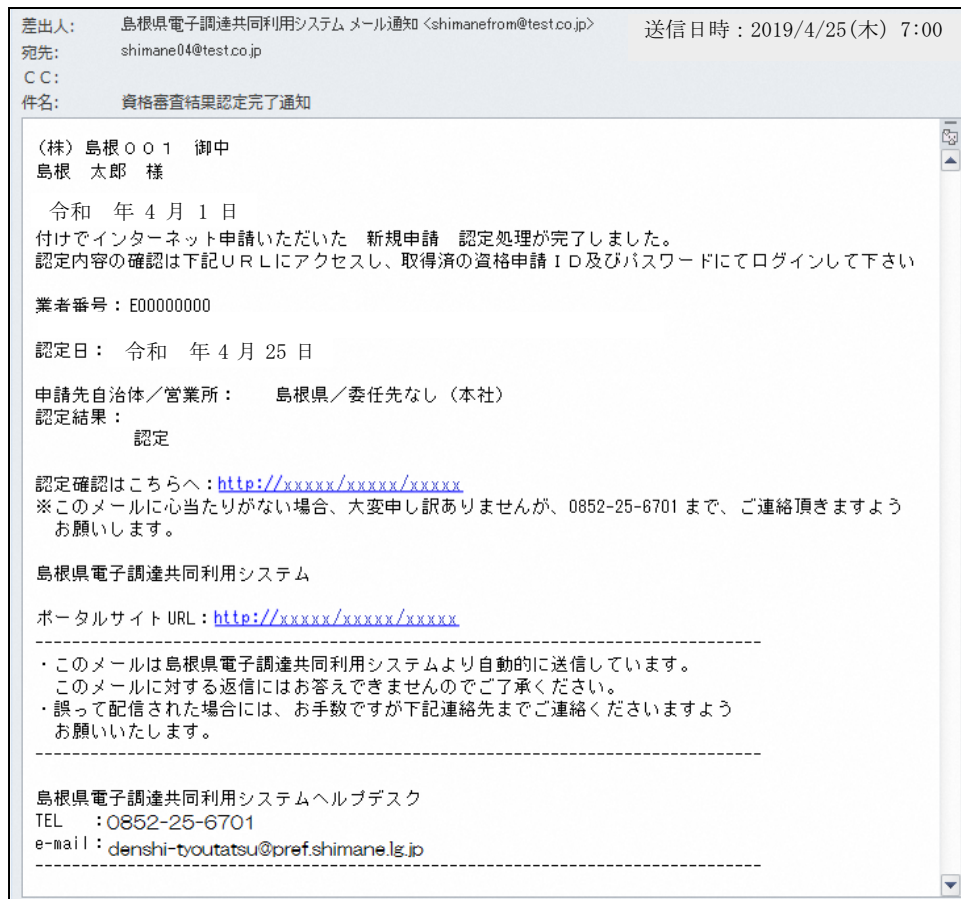 差出人: 島根県電子調達共同利用システム メール通知 <shimanefrom@test.co.jp> 送信日時：2019/4/25(木) 7:00
宛先: shimane04@test.co.jp
CC:
件名: 資格審査結果認定完了通知
（株）島根００１　御中
島根　太郎　様
令和　年 4 月 1 日
付けでインターネット申請いただいた　新規申請　認定処理が完了しました。
認定内容の確認は下記ＵＲＬにアクセスし、取得済の資格申請ＩＤ及びパスワードにてログインして下さい
業者番号：E00000000
認定日： 令和　年 4 月 25 日
申請先自治体／営業所：　　島根県／委任先なし（本社）
認定結果：
認定
認定確認はこちらへ：http://xxxxx/xxxxx/xxxxx
※このメールに心当たりがない場合、大変申し訳ありませんが、0852-25-6701 まで、ご連絡頂きますよう
お願いします。
島根県電子調達共同利用システム
ポータルサイト URL：http://xxxxx/xxxxx/xxxxx
--------------------------------------------------------------------------------
・このメールは島根県電子調達共同利用システムより自動的に送信しています。
このメールに対する返信にはお答えできませんのでご了承ください。
・誤って配信された場合には、お手数ですが下記連絡先までご連絡くださいますよう
お願いいたします。
--------------------------------------------------------------------------------
島根県電子調達共同利用システムヘルプデスク
TEL　：0852-25-6701
e-mail：denshi-tyoutatsu@pref.shimane.lg.jp
--------------------------------------------------------------------------------